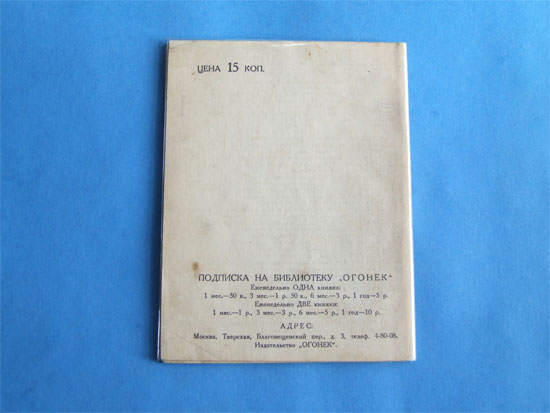 ЦЕНА 15 КОП.
ПОДПИСКА НА БИБЛИОТЕКУ „ОГОНЕК“
Еженедельно ОДНА книжка:
1 мес.—50 к., 3 мес.—1 р. 50 к., 6 мес.—3 р., 1 год—5 р.
Еженедельно ДВЕ книжки:
1 мес.—1 р., 3 мес.—3 р., 6 мес.—5 р., 1 год—10 р.
АДРЕС:
Москва, Тверская, Благовещенский пер., д. 3, телеф. 4-80-08.
Издательство „ОГОНЕК“.